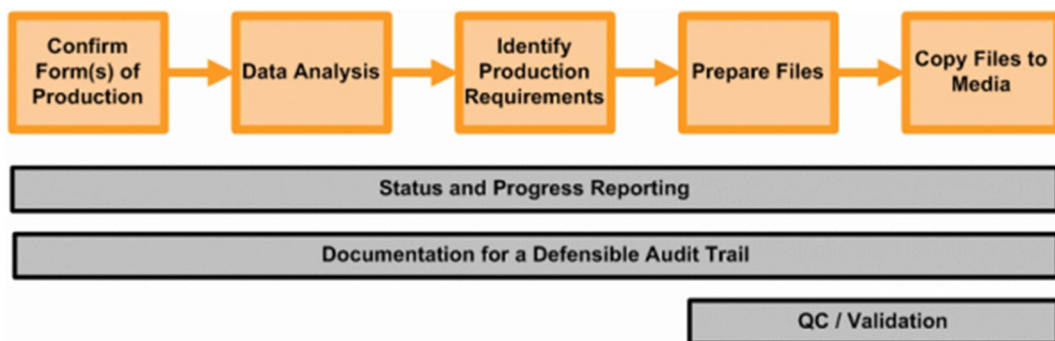 Confirm
Form(s) of
Production
Data Analysis
Identify
Production
Requirements
Prepare Files
Copy Files to
Media
Status and Progress Reporting
Documentation for a Defensible Audit Trail
QC / Validation